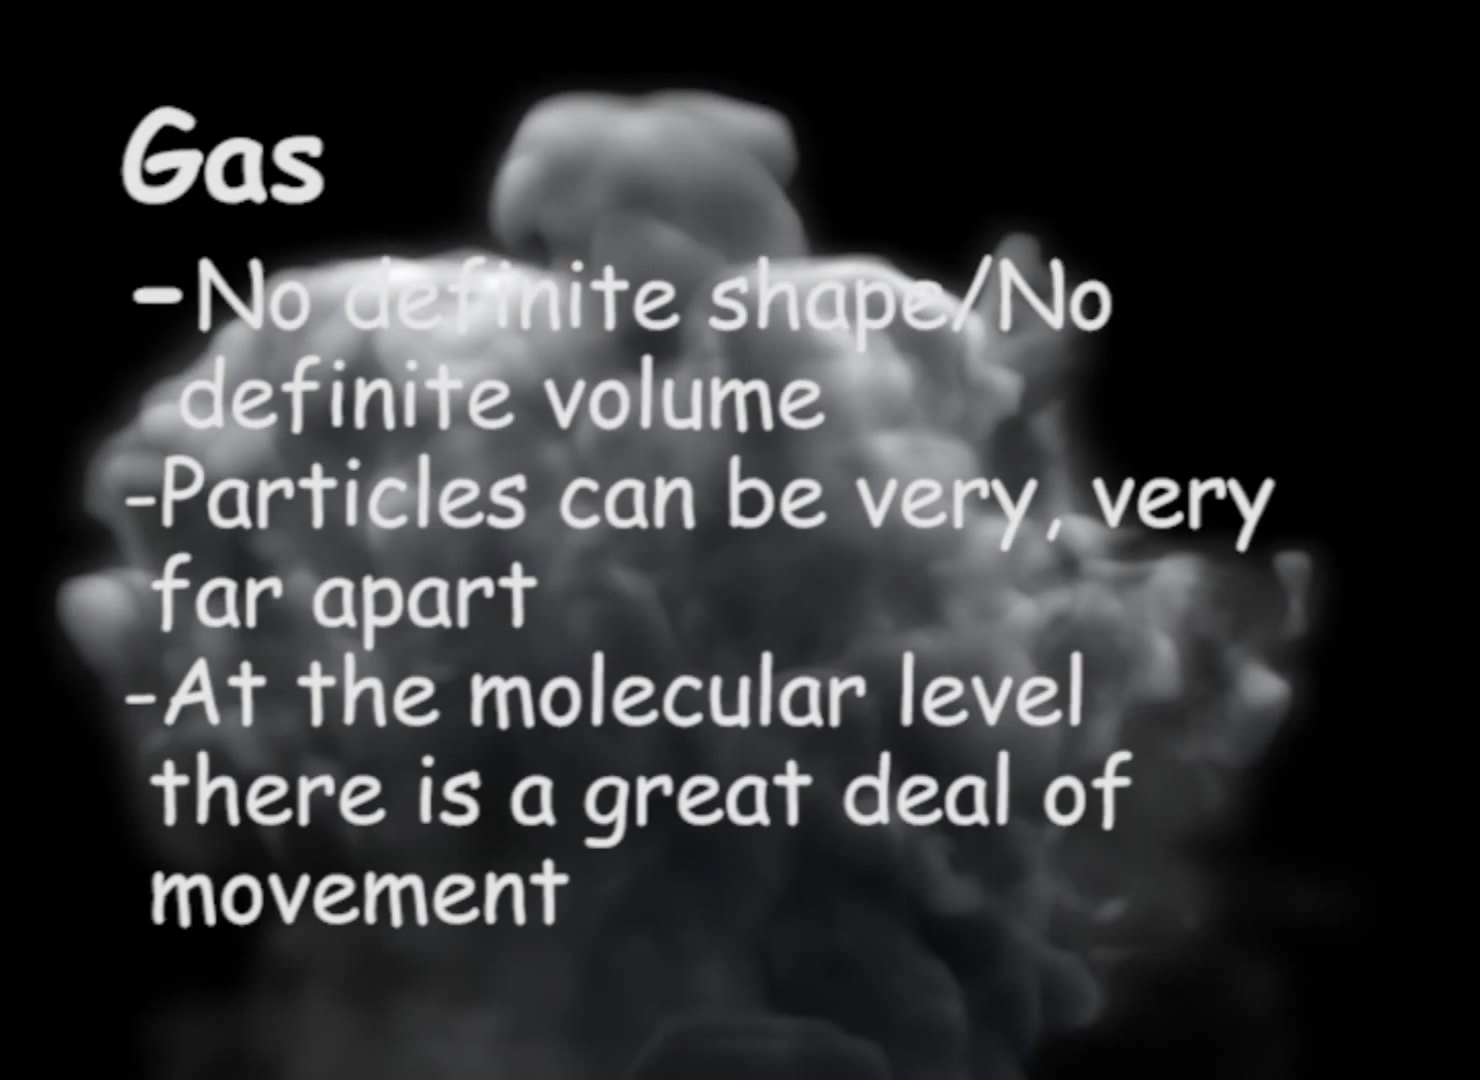 Gas
-No definite shape/No
definite volume
-Particles can be very, very
far apart
-At the molecular level
there is a great deal of
movement